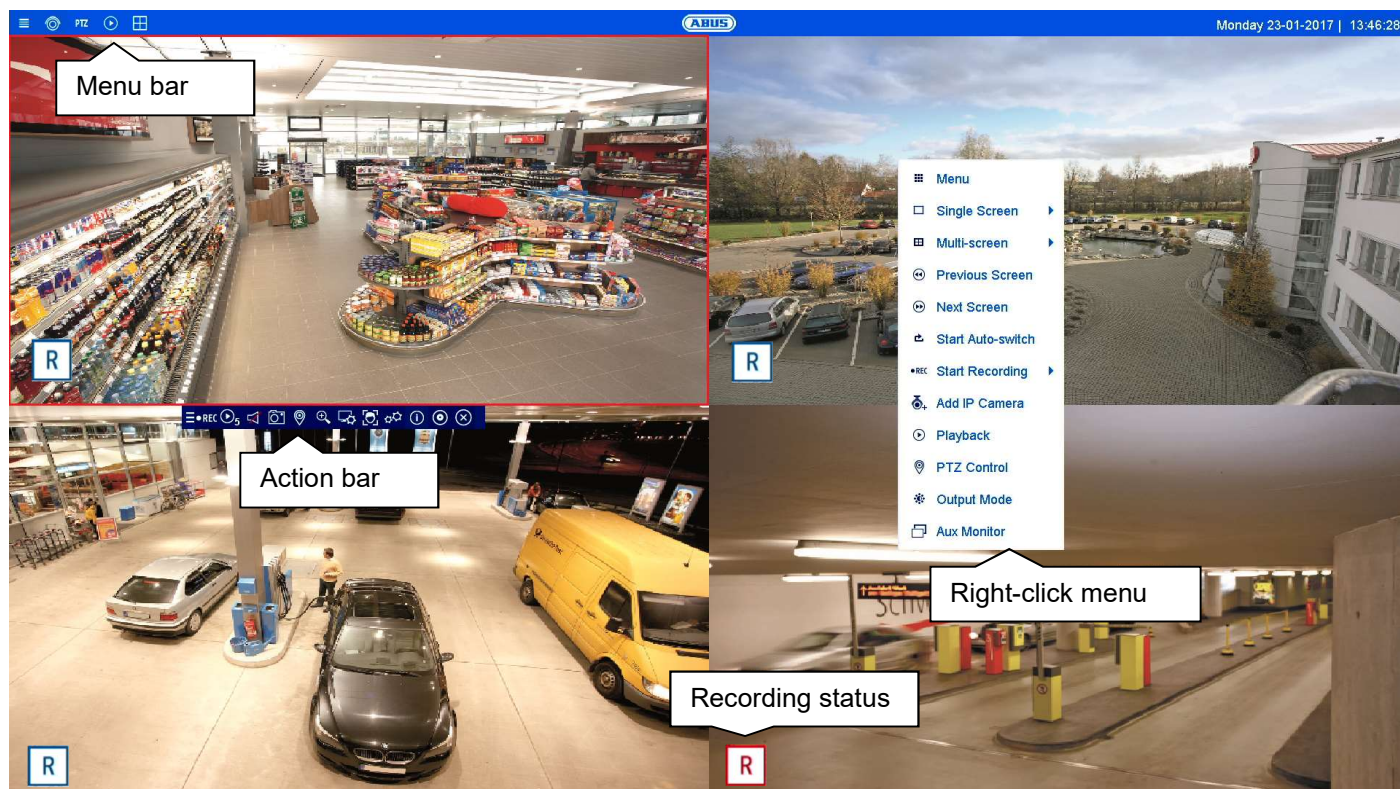 PTZ
ABUS
Monday 23-01-2017 | 13:46:28
Menu bar
Menu
Single Screen
Multi-screen
Previous Screen
Next Screen
Start Auto-switch
REC Start Recording
Add IP Camera
Playback
PTZ Control
Output Mode
Aux Monitor
R
R
REC 5
Action bar
Right-click menu
Recording status
R
R